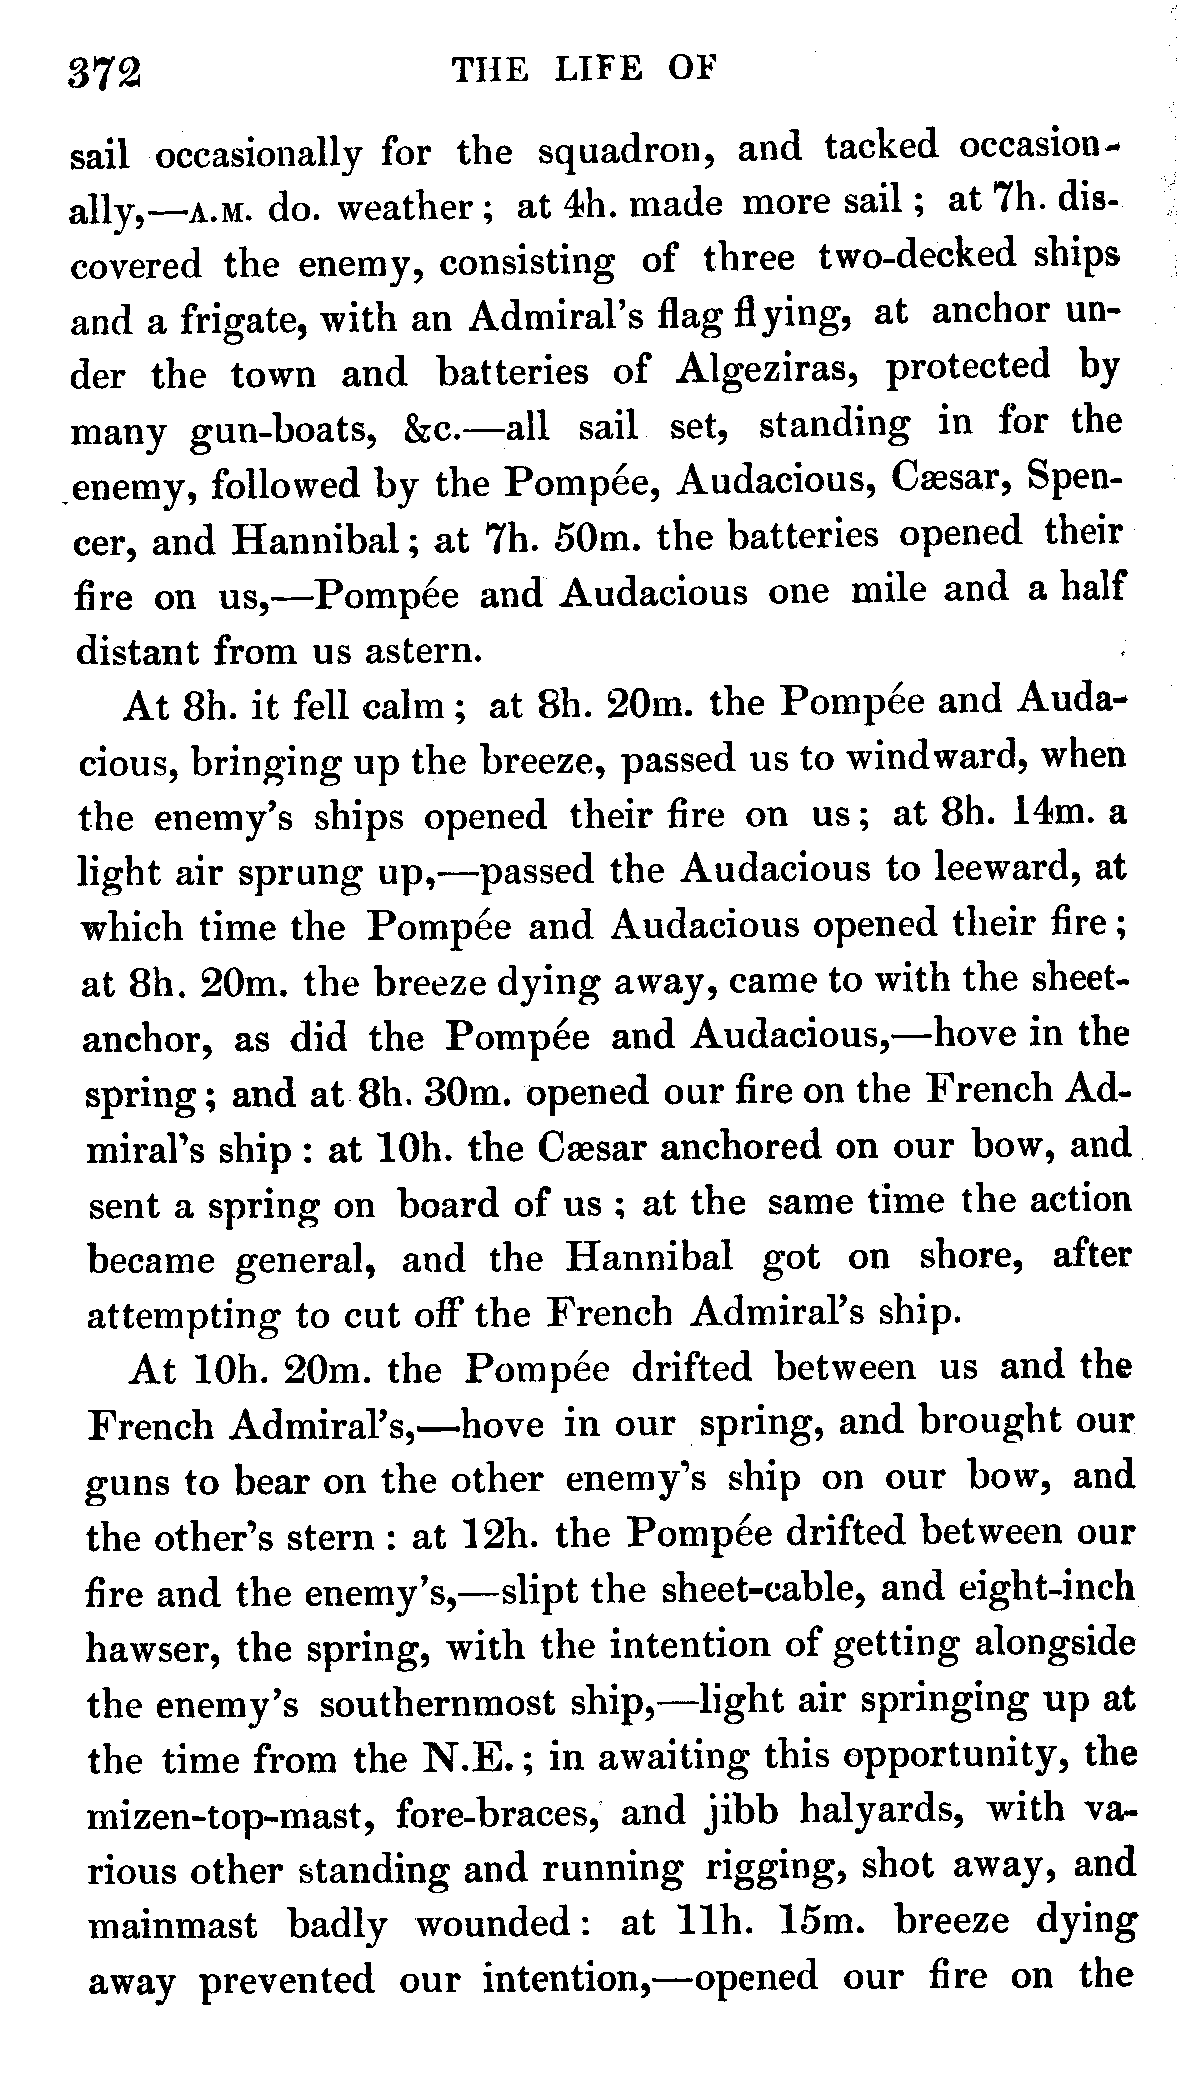 372 THE LIFE OF
sail occasionally for the squadron, and tacked occasion-
ally,—A.M. do. weather ; at 4h. made more sail ; at 7h. dis-
covered the enemy, consisting of three two-decked ships
and a frigate, with an Admiral's flag flying, at anchor un-
der the town and batteries of Algeziras, protected by
many gun-boats, &c.—all sail set, standing in for the
enemy, followed by the Pompée, Audacious, Cæsar, Spen-
cer, and Hannibal ; at 7h. 50m. the batteries opened their
fire on us,—Pompée and Audacious one mile and a half
distant from us astern.
At 8h. it fell calm ; at 8h. 20m. the Pompée and Auda-
cious, bringing up the breeze, passed us to windward, when
the enemy's ships opened their fire on us ; at 8h. 14m. a
light air sprung up,—passed the Audacious to leeward, at
which time the Pompée and Audacious opened their fire ;
at 8h. 20m. the breeze dying away, came to with the sheet-
anchor, as did the Pompée and Audacious,—hove in the
spring ; and at 8h. 30m. opened our fire on the French Ad-
miral's ship : at 10h. the Cæsar anchored on our bow, and
sent a spring on board of us ; at the same time the action
became general, and the Hannibal got on shore, after
attempting to cut off the French Admiral's ship.
At 10h. 20m. the Pompée drifted between us and the
French Admiral's,—hove in our spring, and brought our
guns to bear on the other enemy's ship on our bow, and
the other's stern : at 12h. the Pompée drifted between our
fire and the enemy's,—slipt the sheet-cable, and eight-inch
hawser, the spring, with the intention of getting alongside
the enemy's southernmost ship,—light air springing up at
the time from the N.E. ; in awaiting this opportunity, the
mizen-top-mast, fore-braces, and jibb halyards, with va-
rious other standing and running rigging, shot away, and
mainmast badly wounded : at 11h. 15m. breeze dying
away prevented our intention,—opened our fire on the